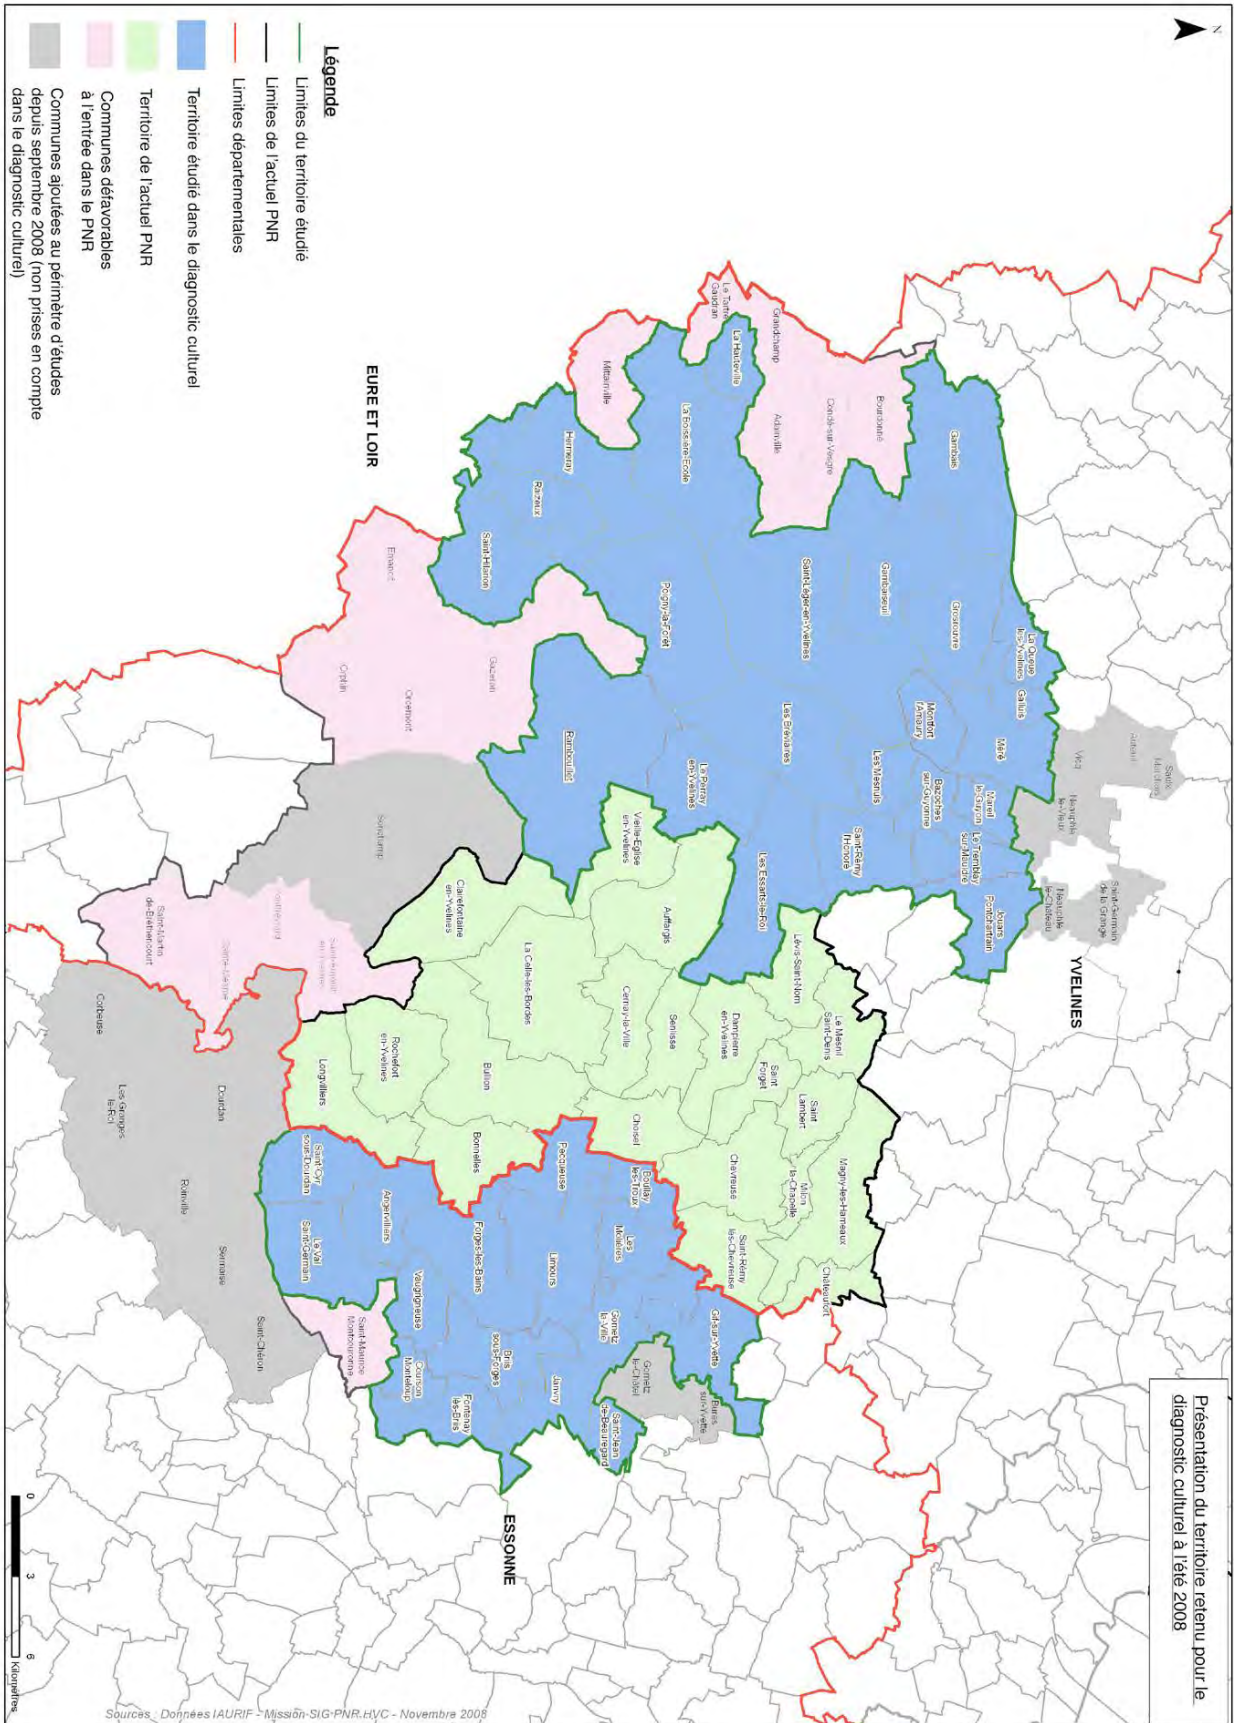 Présentation du territoire retenu pour le
diagnostic culturel à l'été 2008
N
YVELINES
EURE ET LOIR
ESSONNE
Gambais
La Queue
les-Yvelines
Galluis
Grosrouvre
Méré
Mareil
le-Guyon
Le Tremblay
sur-Mauldre
Jouars
Pontchartrain
Bazoches
sur-Guyonne
Montfort
l'Amaury
Les Mesnuls
Saint-Rémy
l'Honoré
Gambaiseuil
Saint-Léger-en-Yvelines
Les Bréviaires
Les Essarts-le-Roi
Le Perray
en-Yvelines
Poigny-la-Forêt
Rambouillet
La Hauteville
La Boissière-Ecole
Hermeray
Raizeux
Saint-Hilarion
Le Tartre
Gaudran
Grandchamp
Adainville
Condé-sur-Vesgre
Bourdonné
Mittainville
Emancé
Gazeran
Orcemont
Orphin
Sonchamp
Vicq
Neauphle
le-Vieux
Neauphle
le-Château
Saint-Germain
de-la Grange
Vieille-Eglise
en-Yvelines
Auffargis
Clairefontaine
en-Yvelines
La Celle-les-Bordes
Cernay-la-Ville
Senlisse
Dampierre
en-Yvelines
Lévis-Saint-Nom
Le Mesnil
Saint-Denis
Saint
Forget
Saint
Lambert
Milon
la-Chapelle
Magny-les-Hameaux
Châteaufort
Chevreuse
Saint-Rémy
lès-Chevreuse
Choisel
Bullion
Rochefort
en-Yvelines
Longvilliers
Bonnelles
Saint-Martin
de-Bréthencourt
Corbeuse
Les Granges
le-Roi
Dourdan
Roinville
Sermaise
Saint-Chéron
Saint-Cyr
sous-Dourdan
Le Val
Saint-Germain
Angervilliers
Vaugrigneuse
Forges-les-Bains
Limours
Pecqueuse
Boullay
les-Troux
Les
Molières
Gometz
la-Ville
Gometz
le-Châtel
Gif-sur-Yvette
Bures
sur-Yvette
Saint-Jean
de-Beauregard
Janvry
Briis
sous-Forges
Fontenay
lès-Briis
Courson
Monteloup
Saint-Maurice
Montcouronne
Légende
Limites du territoire étudié
Limites de l'actuel PNR
Limites départementales
Territoire étudié dans le diagnostic culturel
Territoire de l'actuel PNR
Communes défavorables
à l'entrée dans le PNR
Communes ajoutées au périmètre d'études
depuis septembre 2008 (non prises en compte
dans le diagnostic culturel)
0 3 6
Kilomètres
Sources : Données IAURIF - Mission-SIG-PNR-HVC - Novembre 2008